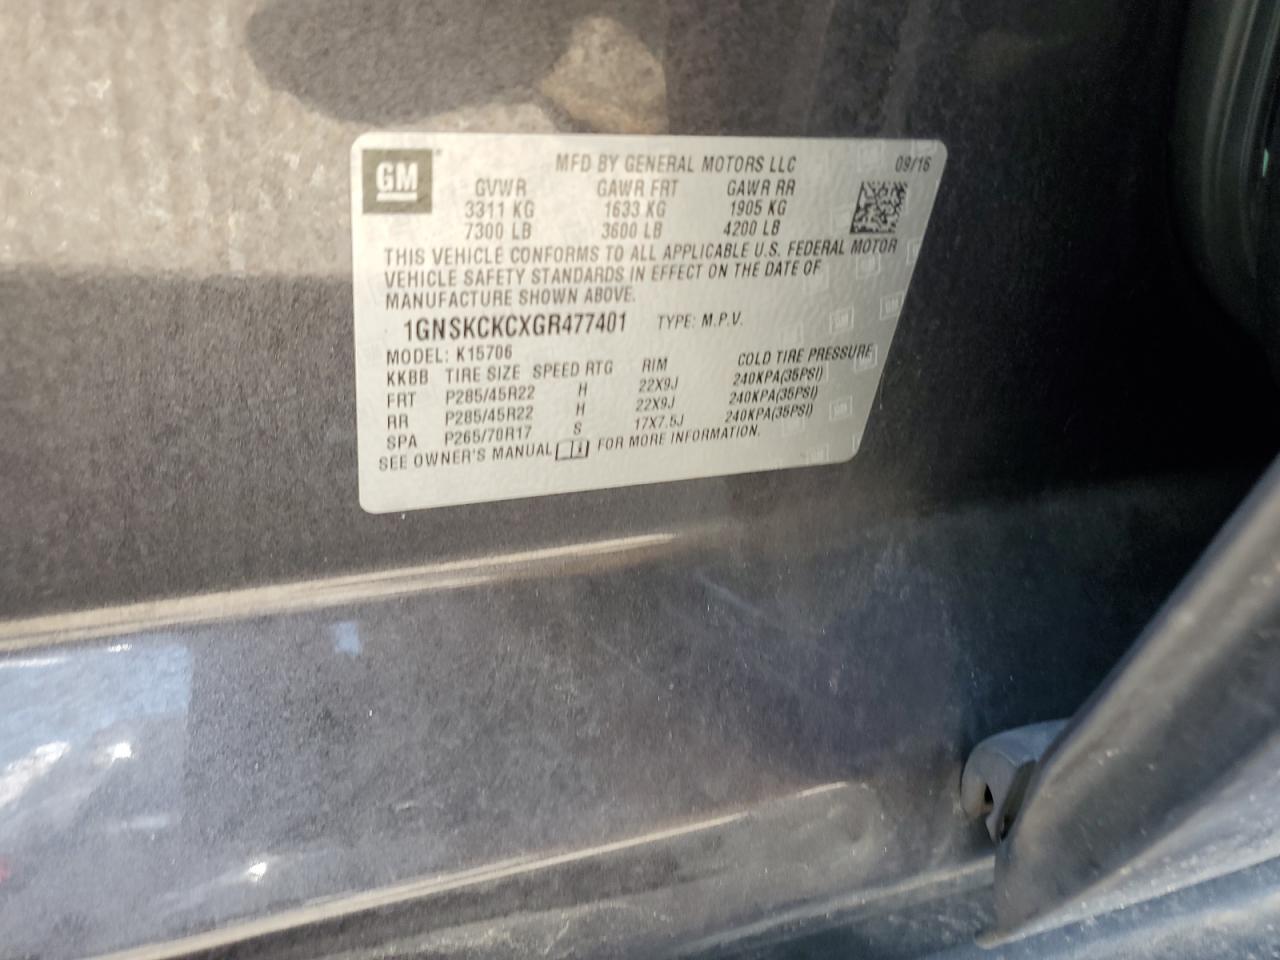 GM
MFD BY GENERAL MOTORS LLC 09/16
GVWR GAWR FRT GAWR RR
3311 KG 1633 KG 1905 KG
7300 LB 3600 LB 4200 LB
THIS VEHICLE CONFORMS TO ALL APPLICABLE U.S. FEDERAL MOTOR
VEHICLE SAFETY STANDARDS IN EFFECT ON THE DATE OF
MANUFACTURE SHOWN ABOVE.
1GNSKCKCXGR477401 TYPE: M.P.V.
MODEL: K15706
KKBB TIRE SIZE SPEED RTG RIM COLD TIRE PRESSURE
FRT P285/45R22 H 22X9J 240KPA(35PSI)
RR P285/45R22 H 22X9J 240KPA(35PSI)
SPA P265/70R17 S 17X7.5J 240KPA(35PSI)
SEE OWNER'S MANUAL FOR MORE INFORMATION.